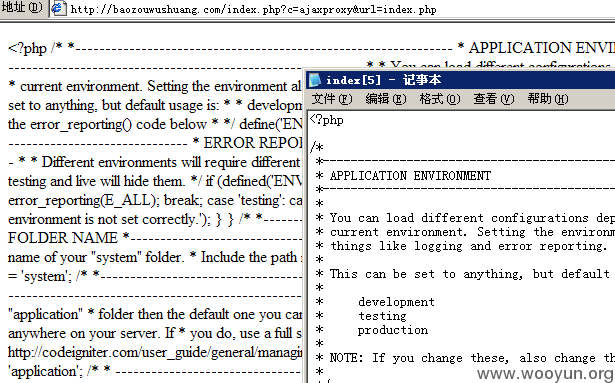 地址(D) http://baozouwushuang.com/index.php?c=ajaxproxy&url=index.php
<?php /* *--------------------------------------------------------------- * APPLICATION ENVI
--------------------------------------------------------------- * * You can load different configurations
* current environment. Setting the environment al
set to anything, but default usage is: * * develop
the error_reporting() code below * */ define('EN
------------------------------ * ERROR REPO
- * * Different environments will require different
testing and live will hide them. */ if (defined('ENV
error_reporting(E_ALL); break; case 'testing': ca
environment is not set correctly.'); } } /* *--------
FOLDER NAME *---------------------
name of your "system" folder. * Include the path
= 'system'; /* *------------------------------
--------------------------------------------------
"application" * folder then the default one you can
anywhere on your server. If * you do, use a full s
http://codeigniter.com/user_guide/general/managi
'application'; /* * ------------------------------
index[5] - 记事本
文件(F) 编辑(E) 格式(O) 查看(V) 帮助(H)
<?php
/*
*---------------------------------------------------------------
* APPLICATION ENVIRONMENT
*---------------------------------------------------------------
*
* You can load different configurations dep
* current environment. Setting the environm
* things like logging and error reporting.
*
* This can be set to anything, but default
*
* development
* testing
* production
*
* NOTE: If you change these, also change th
www.wooyun.org